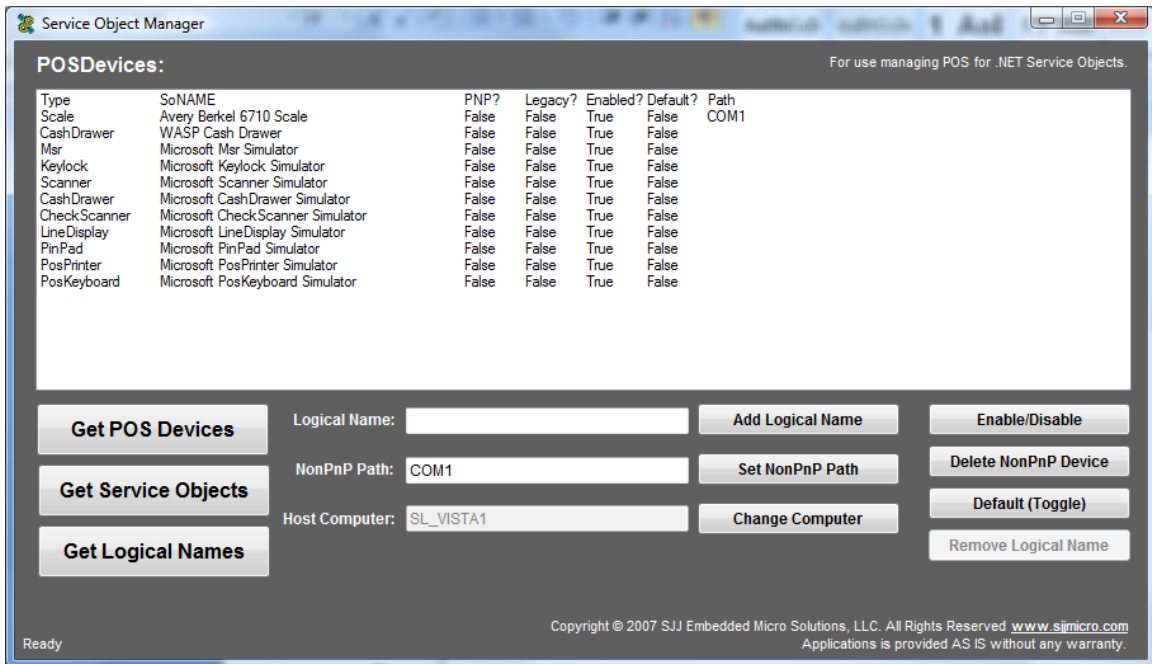 Service Object Manager
POSDevices:
For use managing POS for .NET Service Objects.
Type SoNAME PNP? Legacy? Enabled? Default? Path
Scale Avery Berkel 6710 Scale False False True False COM1
CashDrawer WASP Cash Drawer False False True False
Msr Microsoft Msr Simulator False False True False
Keylock Microsoft Keylock Simulator False False True False
Scanner Microsoft Scanner Simulator False False True False
CashDrawer Microsoft CashDrawer Simulator False False True False
CheckScanner Microsoft CheckScanner Simulator False False True False
LineDisplay Microsoft LineDisplay Simulator False False True False
PinPad Microsoft PinPad Simulator False False True False
PosPrinter Microsoft PosPrinter Simulator False False True False
PosKeyboard Microsoft PosKeyboard Simulator False False True False
Get POS Devices
Get Service Objects
Get Logical Names
Logical Name:
Add Logical Name
NonPnP Path: COM1
Set NonPnP Path
Host Computer: SL_VISTA1
Change Computer
Enable/Disable
Delete NonPnP Device
Default (Toggle)
Remove Logical Name
Copyright © 2007 SJJ Embedded Micro Solutions, LLC. All Rights Reserved www.sjjmicro.com
Ready
Applications is provided AS IS without any warranty.